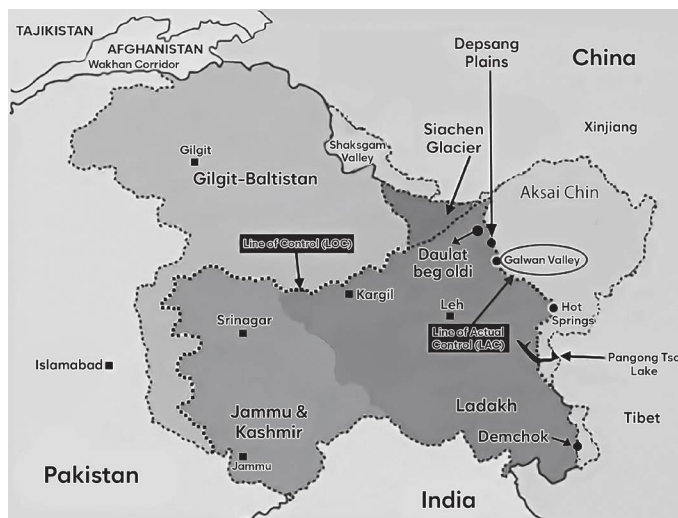 TAJIKISTAN
AFGHANISTAN
Wakhan Corridor
Depsang
Plains
China
Xinjiang
Siachen
Glacier
Shaksgam
Valley
Gilgit
Gilgit-Baltistan
Aksai Chin
Line of Control (LOC)
Daulat
beg oldi
Galwan Valley
Kargil
Leh
Hot
Springs
Srinagar
Line of Actual
Control (LAC)
Islamabad
Pangong Tso
Lake
Jammu &
Kashmir
Ladakh
Tibet
Demchok
Jammu
Pakistan
India